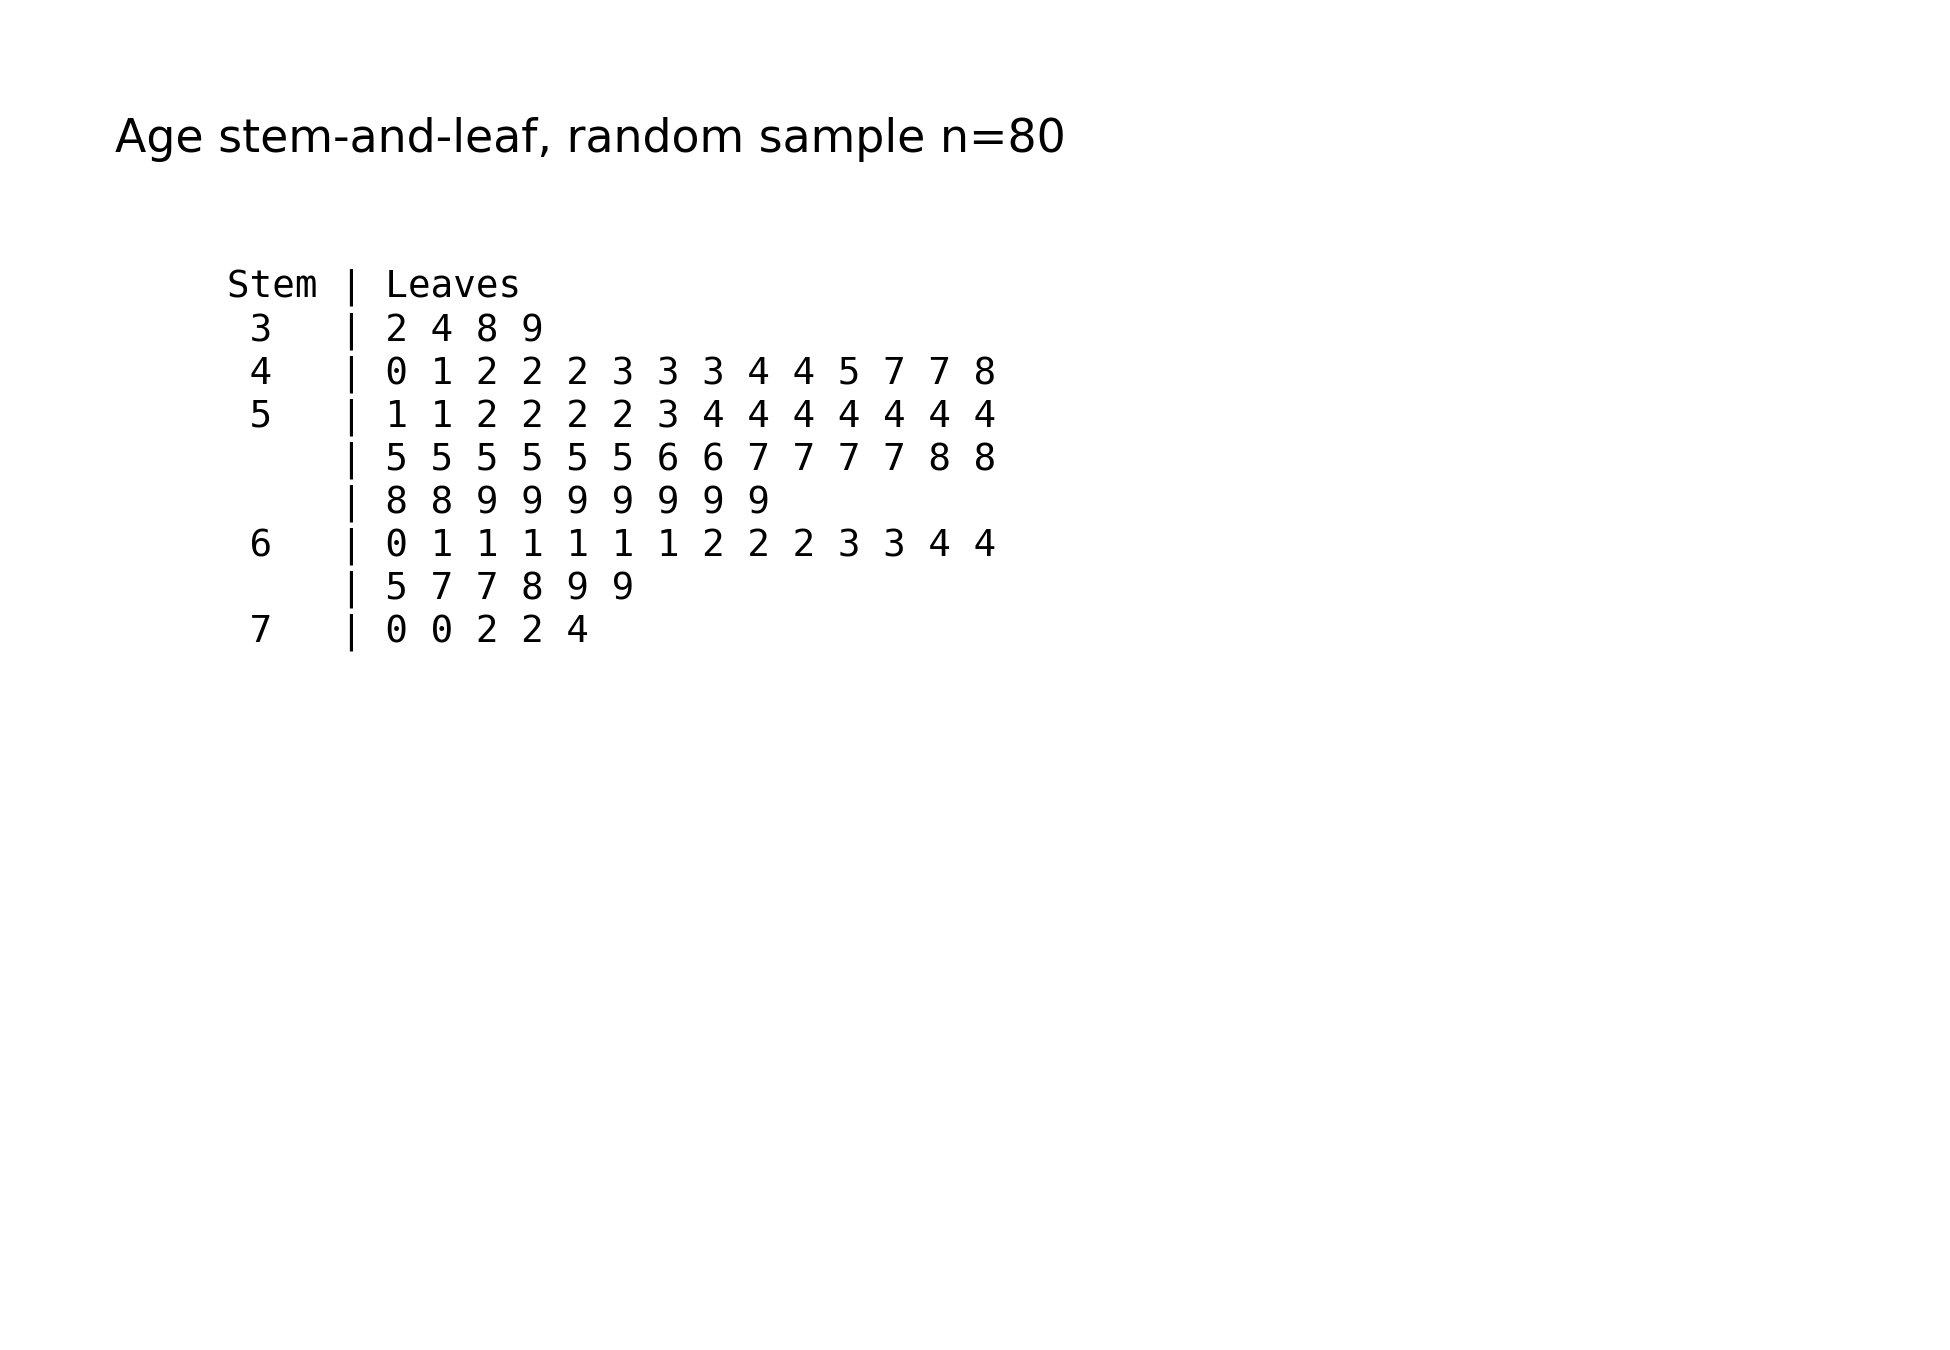 Age stem-and-leaf, random sample n=80
Stem | Leaves
3 | 2 4 8 9
4 | 0 1 2 2 2 3 3 3 4 4 5 7 7 8
5 | 1 1 2 2 2 2 3 4 4 4 4 4 4 4
| 5 5 5 5 5 5 6 6 7 7 7 7 8 8
| 8 8 9 9 9 9 9 9 9
6 | 0 1 1 1 1 1 1 2 2 2 3 3 4 4
| 5 7 7 8 9 9
7 | 0 0 2 2 4